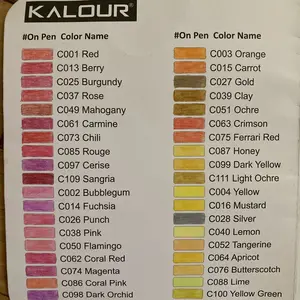 KALOUR®
#On Pen Color Name
C001 Red
C013 Berry
C025 Burgundy
C037 Rose
C049 Mahogany
C061 Carmine
C073 Chili
C085 Rouge
C097 Cerise
C109 Sangria
C002 Bubblegum
C014 Fuchsia
C026 Punch
C038 Pink
C050 Flamingo
C062 Coral Red
C074 Magenta
C086 Coral Pink
C098 Dark Orchid
#On Pen Color Name
C003 Orange
C015 Carrot
C027 Gold
C039 Clay
C051 Ochre
C063 Crimson
C075 Ferrari Red
C087 Honey
C099 Dark Yellow
C111 Light Ochre
C004 Yellow
C016 Mustard
C028 Silver
C040 Lemon
C052 Tangerine
C064 Apricot
C076 Butterscotch
C088 Lime
C100 Yellow Green